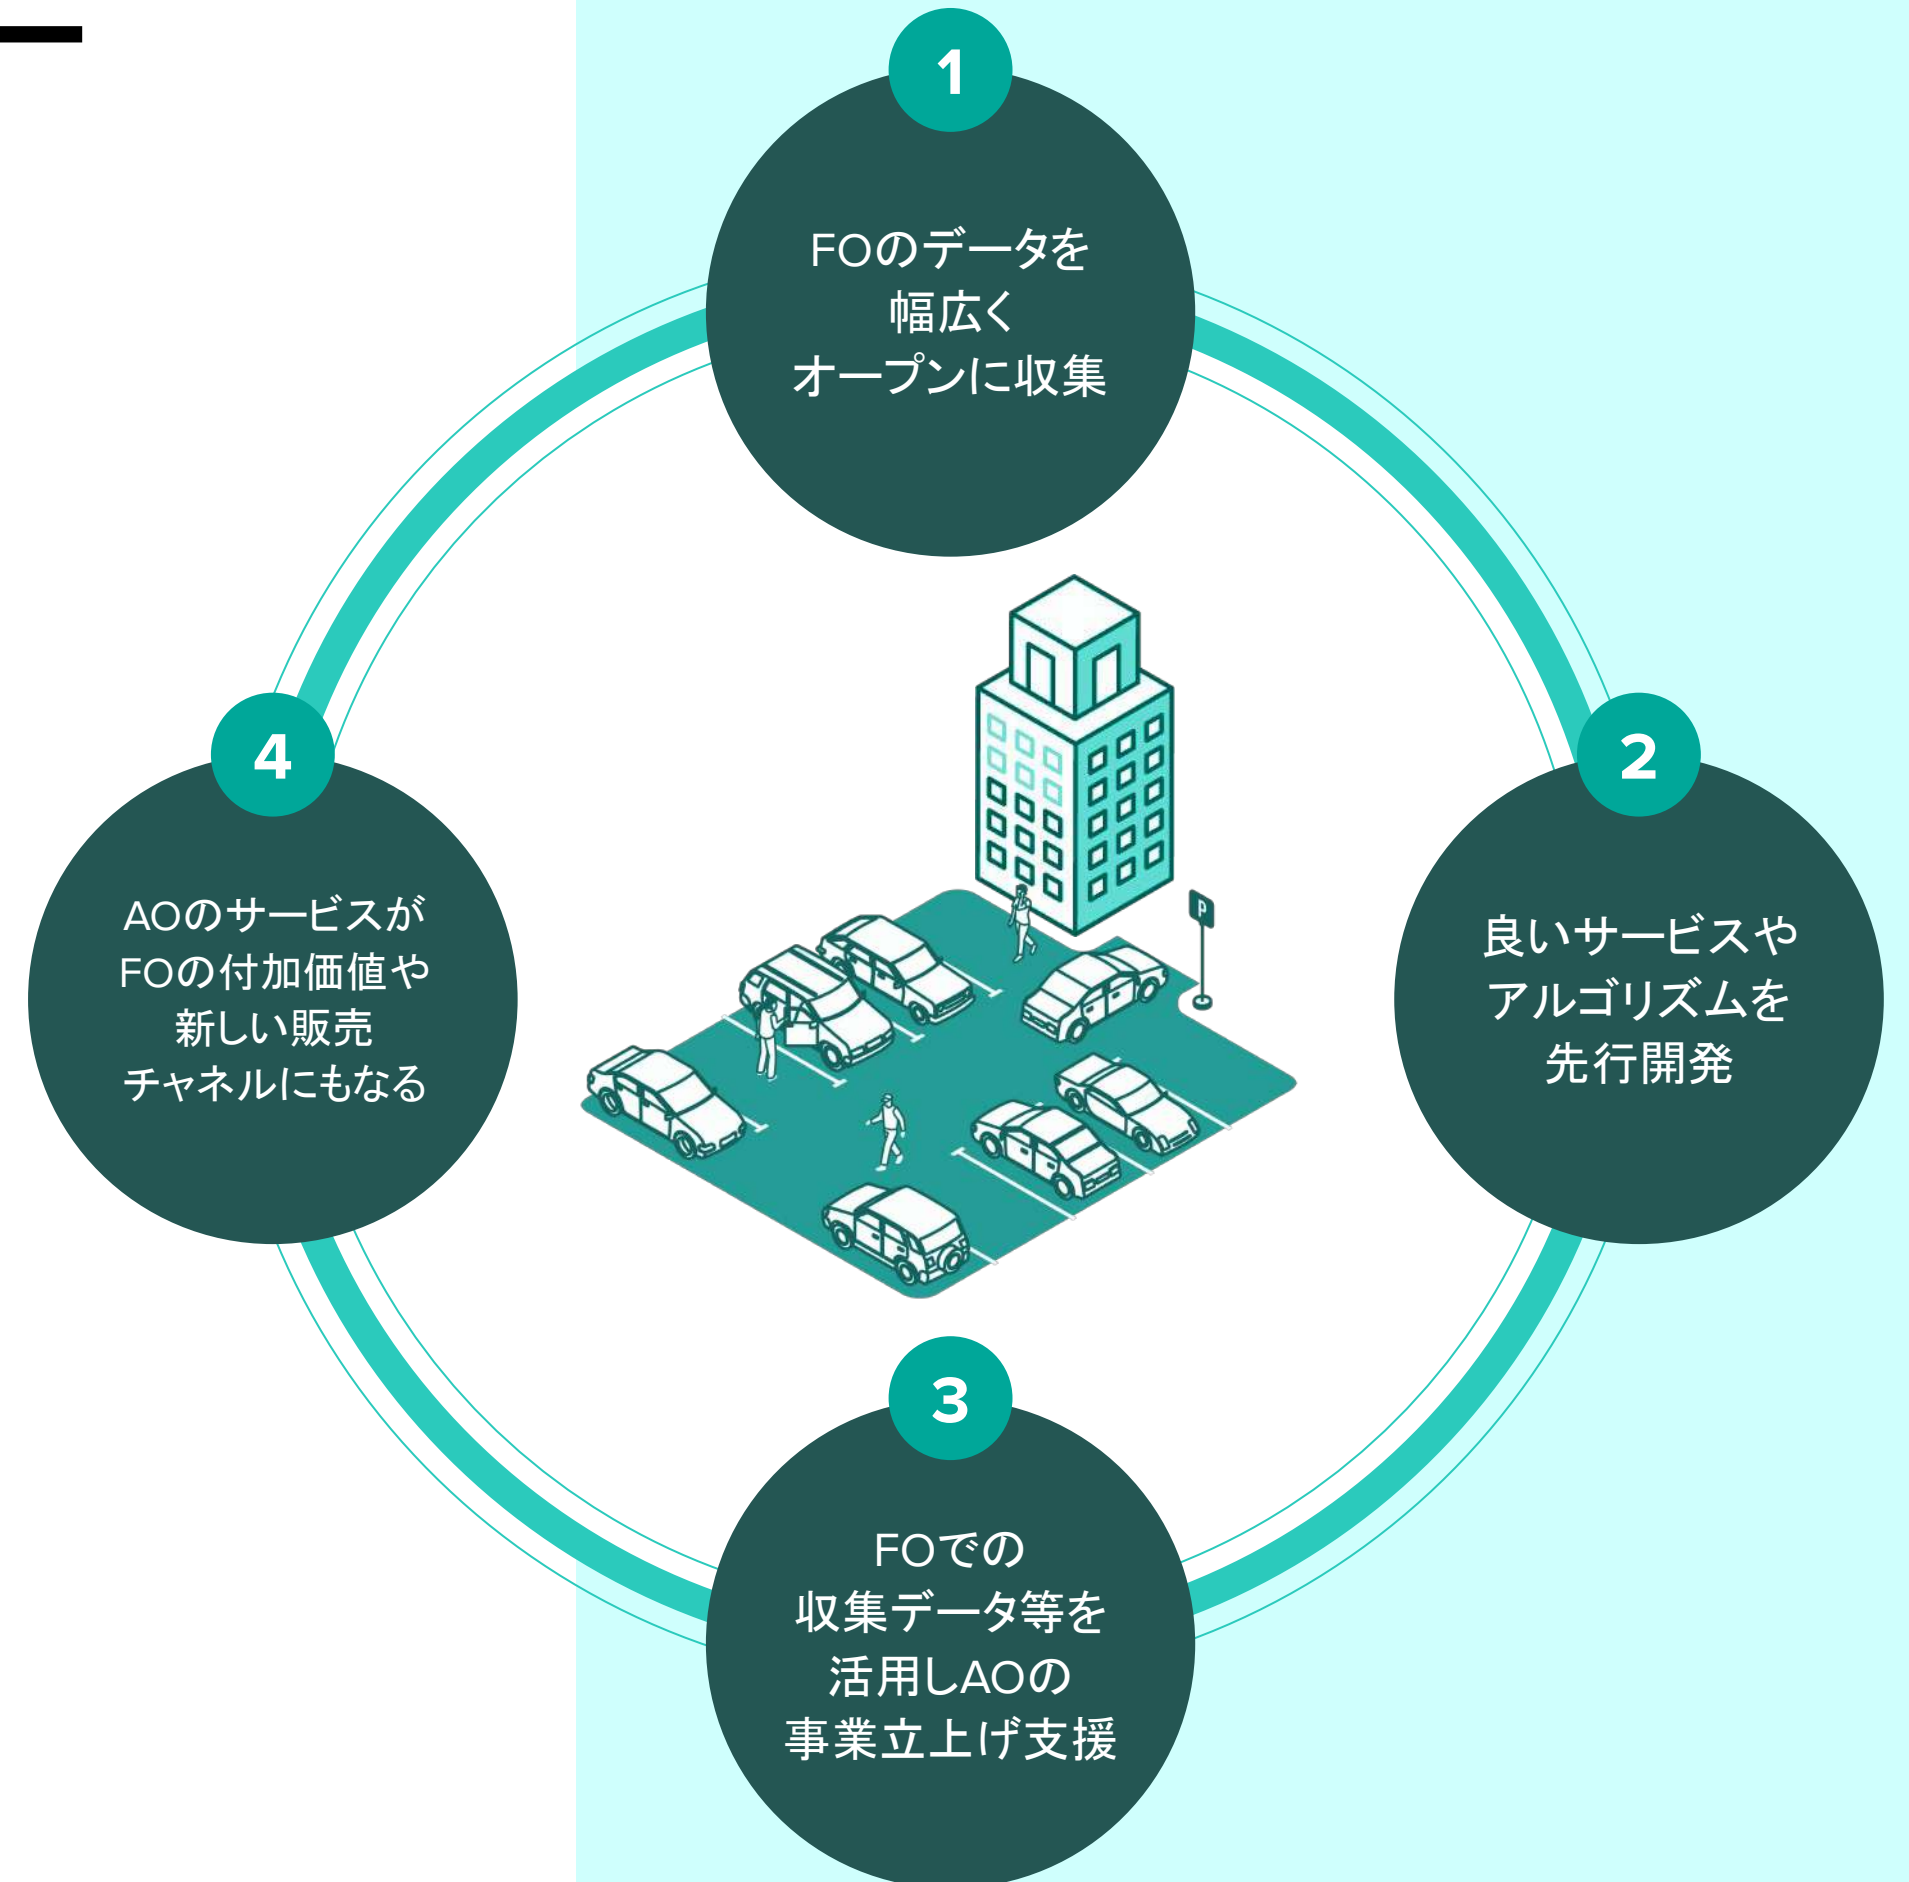 1
FOのデータを
幅広く
オープンに収集
2
良いサービスや
アルゴリズムを
先行開発
3
FOでの
収集データ等を
活用しAOの
事業立上げ支援
4
AOのサービスが
FOの付加価値や
新しい販売
チャネルにもなる
P